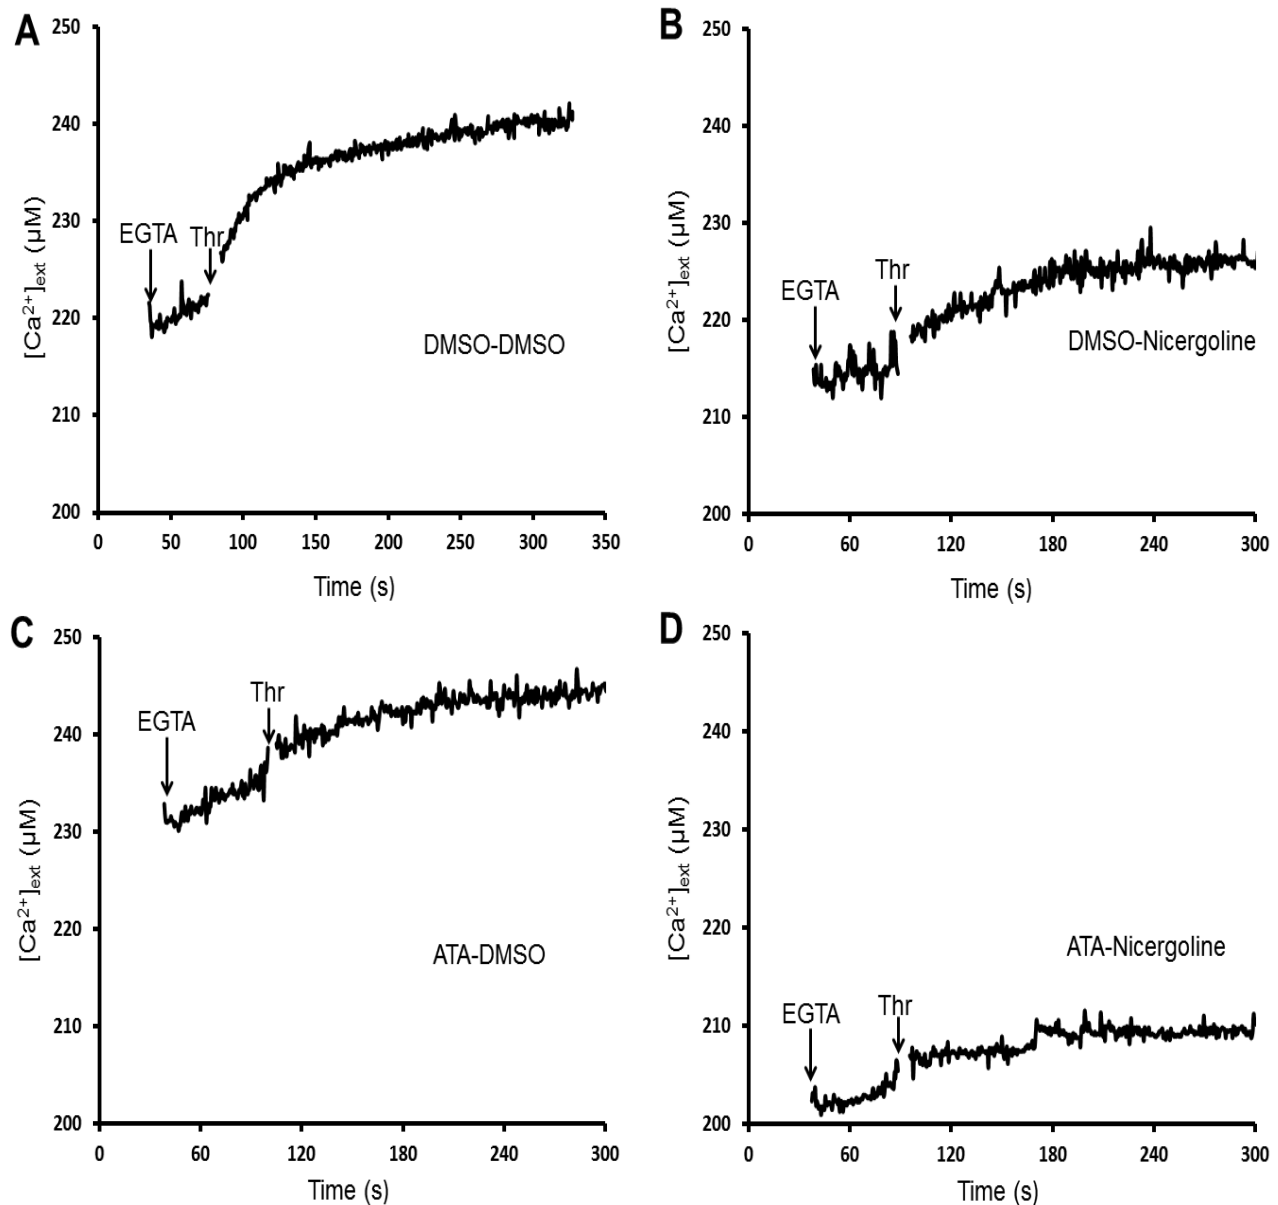 A
250
240
230
220
210
200
EGTA
Thr
DMSO-DMSO
[Ca²⁺]ext (µM)
0 50 100 150 200 250 300 350
Time (s)
B
250
240
230
220
210
200
EGTA
Thr
DMSO-Nicergoline
[Ca²⁺]ext (µM)
0 60 120 180 240 300
Time (s)
C
250
240
230
220
210
200
EGTA
Thr
ATA-DMSO
[Ca²⁺]ext (µM)
0 60 120 180 240 300
Time (s)
D
250
240
230
220
210
200
EGTA
Thr
ATA-Nicergoline
[Ca²⁺]ext (µM)
0 60 120 180 240 300
Time (s)